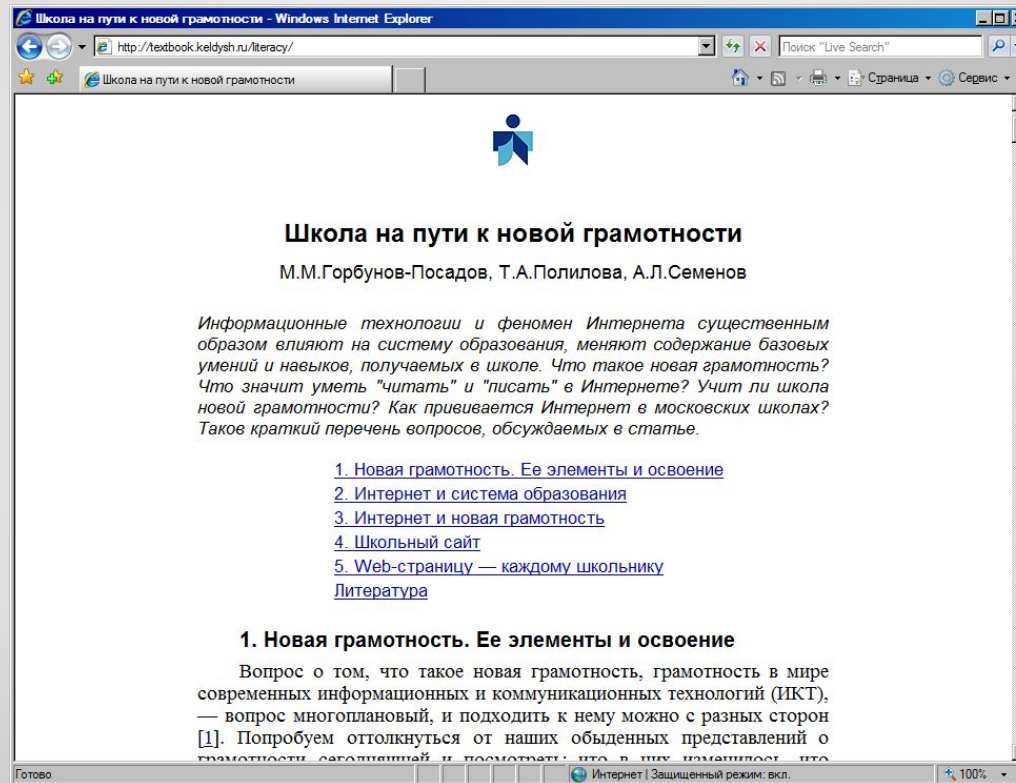 Школа на пути к новой грамотности - Windows Internet Explorer
http://textbook.keldysh.ru/literacy/
Поиск "Live Search"
Школа на пути к новой грамотности
Страница
Сервис
Школа на пути к новой грамотности
М.М.Горбунов-Посадов, Т.А.Полилова, А.Л.Семенов
Информационные технологии и феномен Интернета существенным
образом влияют на систему образования, меняют содержание базовых
умений и навыков, получаемых в школе. Что такое новая грамотность?
Что значит уметь "читать" и "писать" в Интернете? Учит ли школа
новой грамотности? Как прививается Интернет в московских школах?
Таков краткий перечень вопросов, обсуждаемых в статье.
1. Новая грамотность. Ее элементы и освоение
2. Интернет и система образования
3. Интернет и новая грамотность
4. Школьный сайт
5. Web-страницу — каждому школьнику
Литература
1. Новая грамотность. Ее элементы и освоение
Вопрос о том, что такое новая грамотность, грамотность в мире
современных информационных и коммуникационных технологий (ИКТ),
— вопрос многоплановый, и подходить к нему можно с разных сторон
[1]. Попробуем оттолкнуться от наших обыденных представлений о
грамотности сегодняшней и посмотреть: что в них изменилось, что
Готово
Интернет | Защищенный режим: вкл.
100%